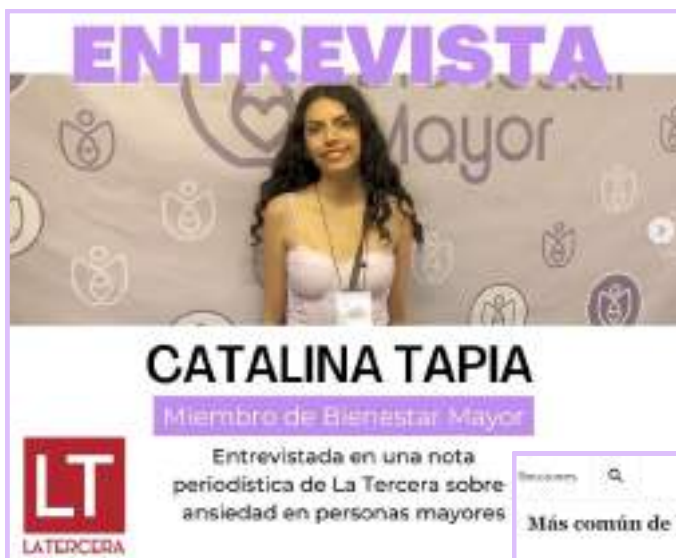 ENTREVISTA
Mayor
CATALINA TAPIA
Miembro de Bienestar Mayor
Entrevistada en una nota
periodística de La Tercera sobre
ansiedad en personas mayores
LT
LATERCERA
Más común de